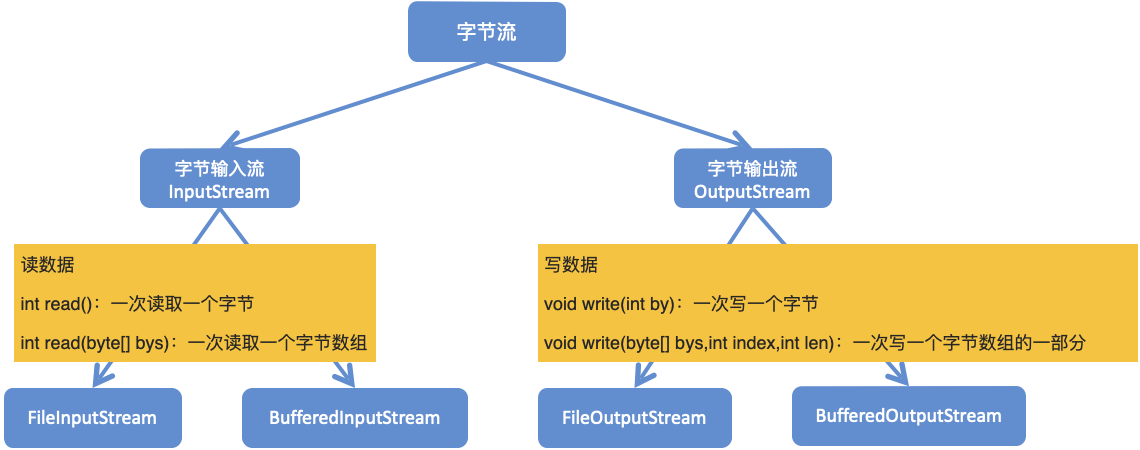 字节流
字节输入流
InputStream
字节输出流
OutputStream
读数据
int read()：一次读取一个字节
int read(byte[] bys)：一次读取一个字节数组
写数据
void write(int by)：一次写一个字节
void write(byte[] bys,int index,int len)：一次写一个字节数组的一部分
FileInputStream
BufferedInputStream
FileOutputStream
BufferedOutputStream